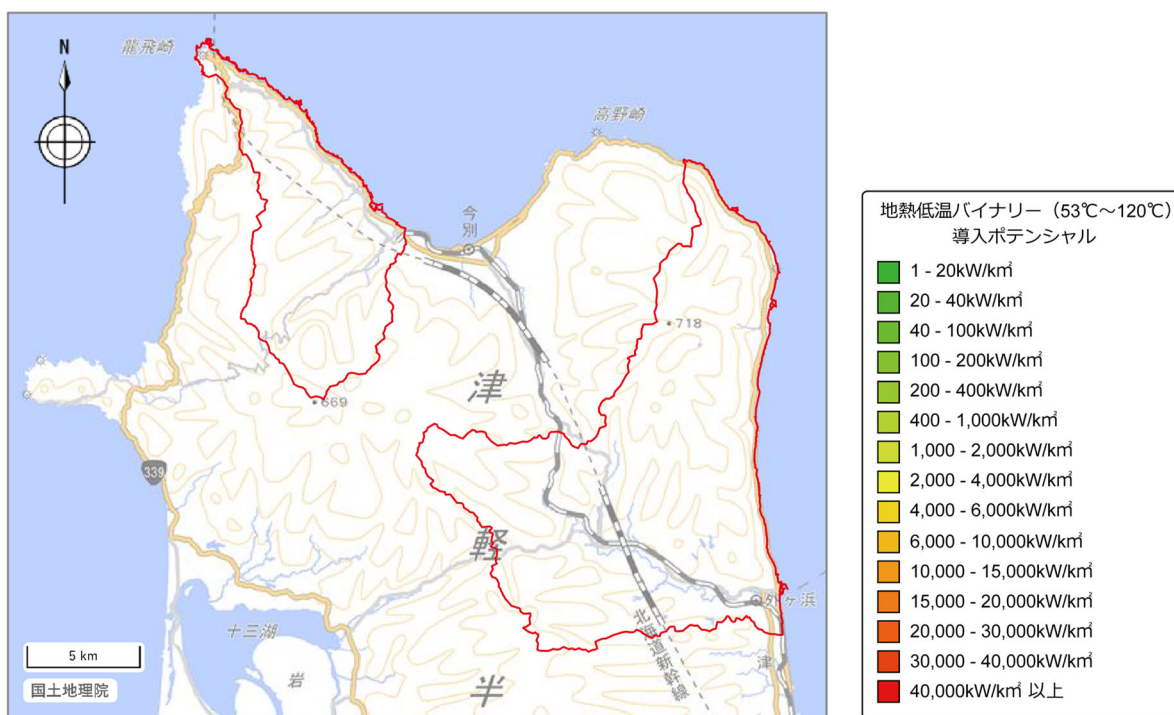 N
龍飛崎
高野崎
今別
718
669
津
339
軽
外ヶ浜
十三湖
北海道新幹線
津
5 km
岩
半
国土地理院
地熱低温バイナリー（53℃～120℃）
導入ポテンシャル
1 - 20kW/k㎡
20 - 40kW/k㎡
40 - 100kW/k㎡
100 - 200kW/k㎡
200 - 400kW/k㎡
400 - 1,000kW/k㎡
1,000 - 2,000kW/k㎡
2,000 - 4,000kW/k㎡
4,000 - 6,000kW/k㎡
6,000 - 10,000kW/k㎡
10,000 - 15,000kW/k㎡
15,000 - 20,000kW/k㎡
20,000 - 30,000kW/k㎡
30,000 - 40,000kW/k㎡
40,000kW/k㎡ 以上